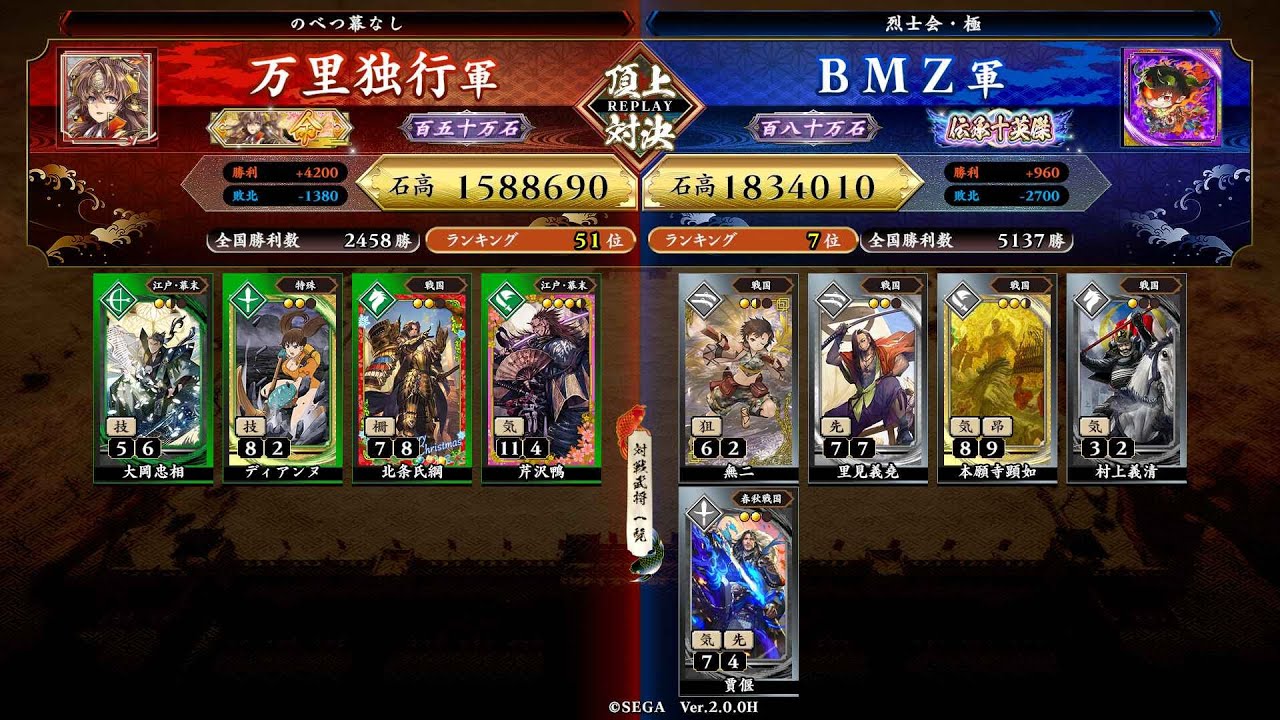 のべつ幕なし
烈士会・極
万里独行軍
BMZ軍
頂上
REPLAY
対決
命
百五十万石
百八十万石
伝承十英傑
勝利 +4200
敗北 -1380
石高 1588690
石高 1834010
勝利 +960
敗北 -2700
全国勝利数 2458勝
ランキング 51位
ランキング 7位
全国勝利数 5137勝
江戸・幕末
技
5 6
大岡忠相
特殊
技
8 2
ディアンヌ
戦国
柵
7 8
Christmas
北条氏綱
江戸・幕末
気
11 4
芹沢鴨
対戦武将一覧
戦国
狙
6 2
無二
戦国
先
7 7
里見義堯
戦国
気 昂
8 9
本願寺顕如
戦国
気
3 2
村上義清
春秋戦国
気 先
7 4
賈偃
©SEGA Ver.2.0.0H